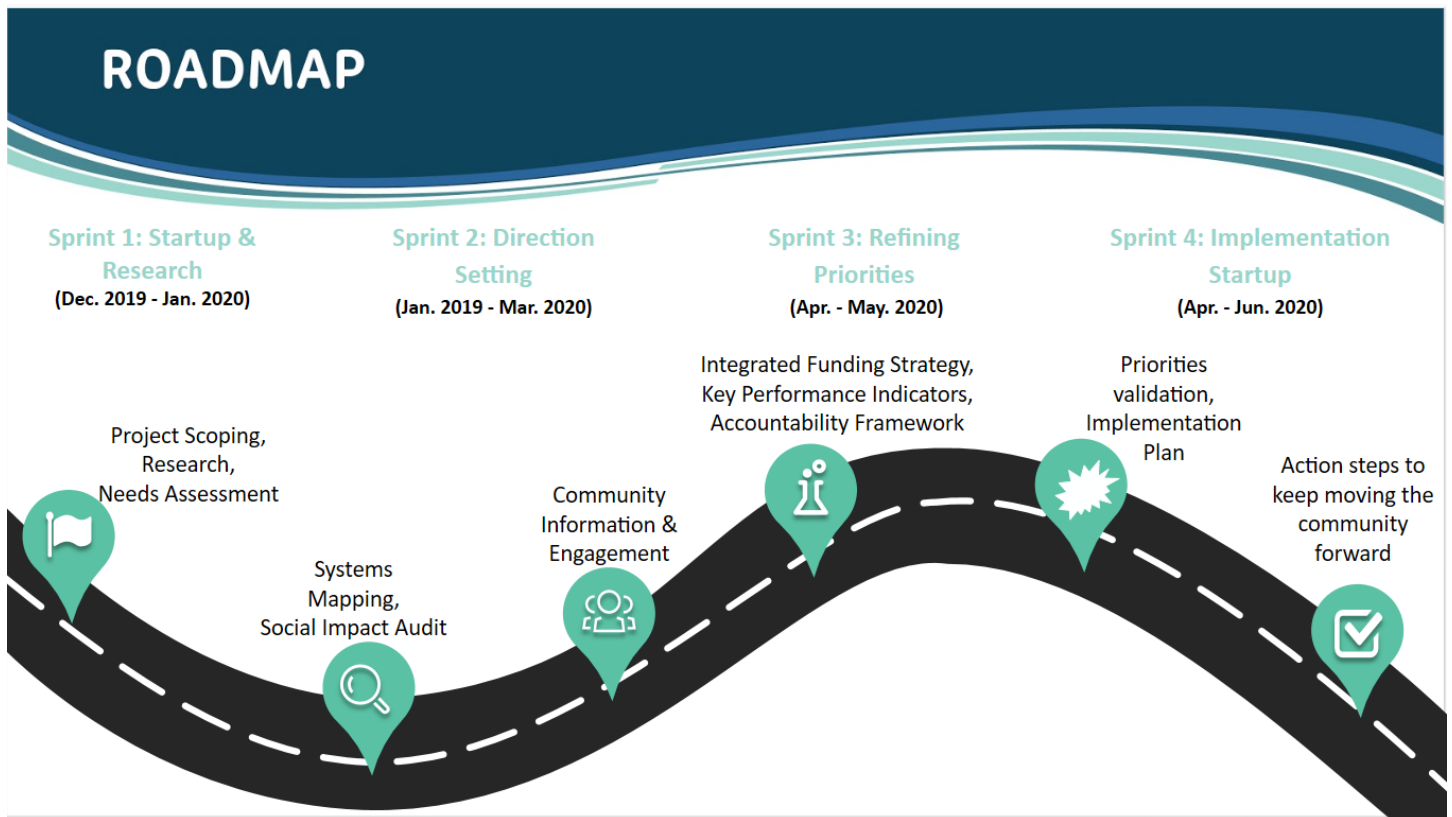 ROADMAP
Sprint 1: Startup &
Research
(Dec. 2019 - Jan. 2020)
Sprint 2: Direction
Setting
(Jan. 2019 - Mar. 2020)
Sprint 3: Refining
Priorities
(Apr. - May. 2020)
Sprint 4: Implementation
Startup
(Apr. - Jun. 2020)
Project Scoping,
Research,
Needs Assessment
Systems
Mapping,
Social Impact Audit
Community
Information &
Engagement
Integrated Funding Strategy,
Key Performance Indicators,
Accountability Framework
Priorities
validation,
Implementation
Plan
Action steps to
keep moving the
community
forward